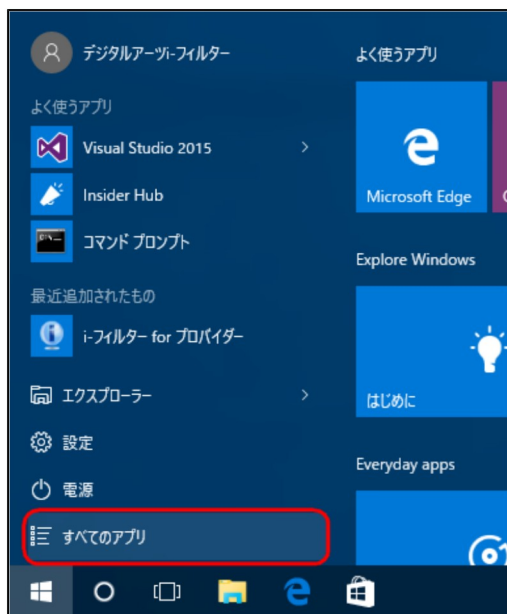 デジタルアーツi-フィルター
よく使うアプリ
Visual Studio 2015
Insider Hub
コマンド プロンプト
最近追加されたもの
i-フィルター for プロバイダー
エクスプローラー
設定
電源
すべてのアプリ
よく使うアプリ
Microsoft Edge
Explore Windows
はじめに
Everyday apps